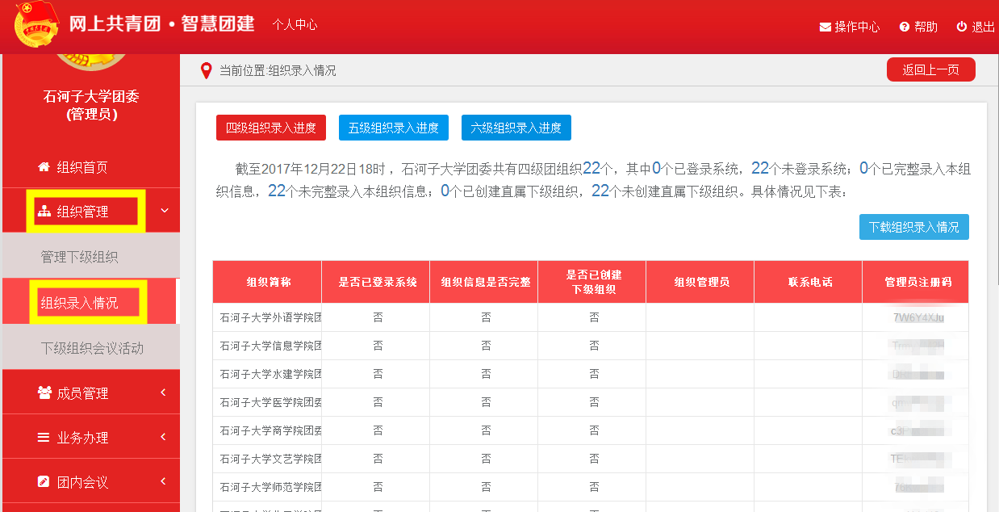 网上共青团·智慧团建
个人中心
操作中心
帮助
退出
石河子大学团委
(管理员)
组织首页
组织管理
管理下级组织
组织录入情况
下级组织会议活动
成员管理
业务办理
团内会议
当前位置:组织录入情况
返回上一页
四级组织录入进度 五级组织录入进度 六级组织录入进度
截至2017年12月22日18时，石河子大学团委共有四级团组织22个，其中0个已登录系统，22个未登录系统；0个已完整录入本组
织信息，22个未完整录入本组织信息；0个已创建直属下级组织，22个未创建直属下级组织。具体情况见下表：
下载组织录入情况
组织简称 是否已登录系统 组织信息是否完整 是否已创建 组织管理员 联系电话 管理员注册码
下级组织
石河子大学外语学院团 否 否 否
石河子大学信息学院团 否 否 否
石河子大学水建学院团 否 否 否
石河子大学医学院团委 否 否 否
石河子大学商学院团委 否 否 否
石河子大学文艺学院团 否 否 否
石河子大学师范学院团 否 否 否